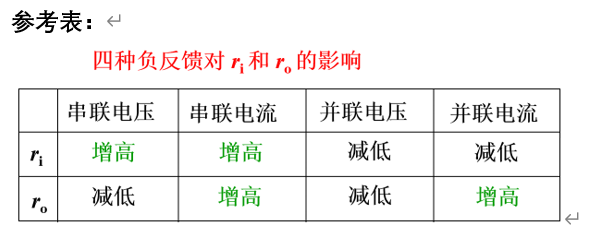 参考表：
四种负反馈对 ri 和 ro 的影响
串联电压 串联电流 并联电压 并联电流
ri 增高 增高 减低 减低
ro 减低 增高 减低 增高